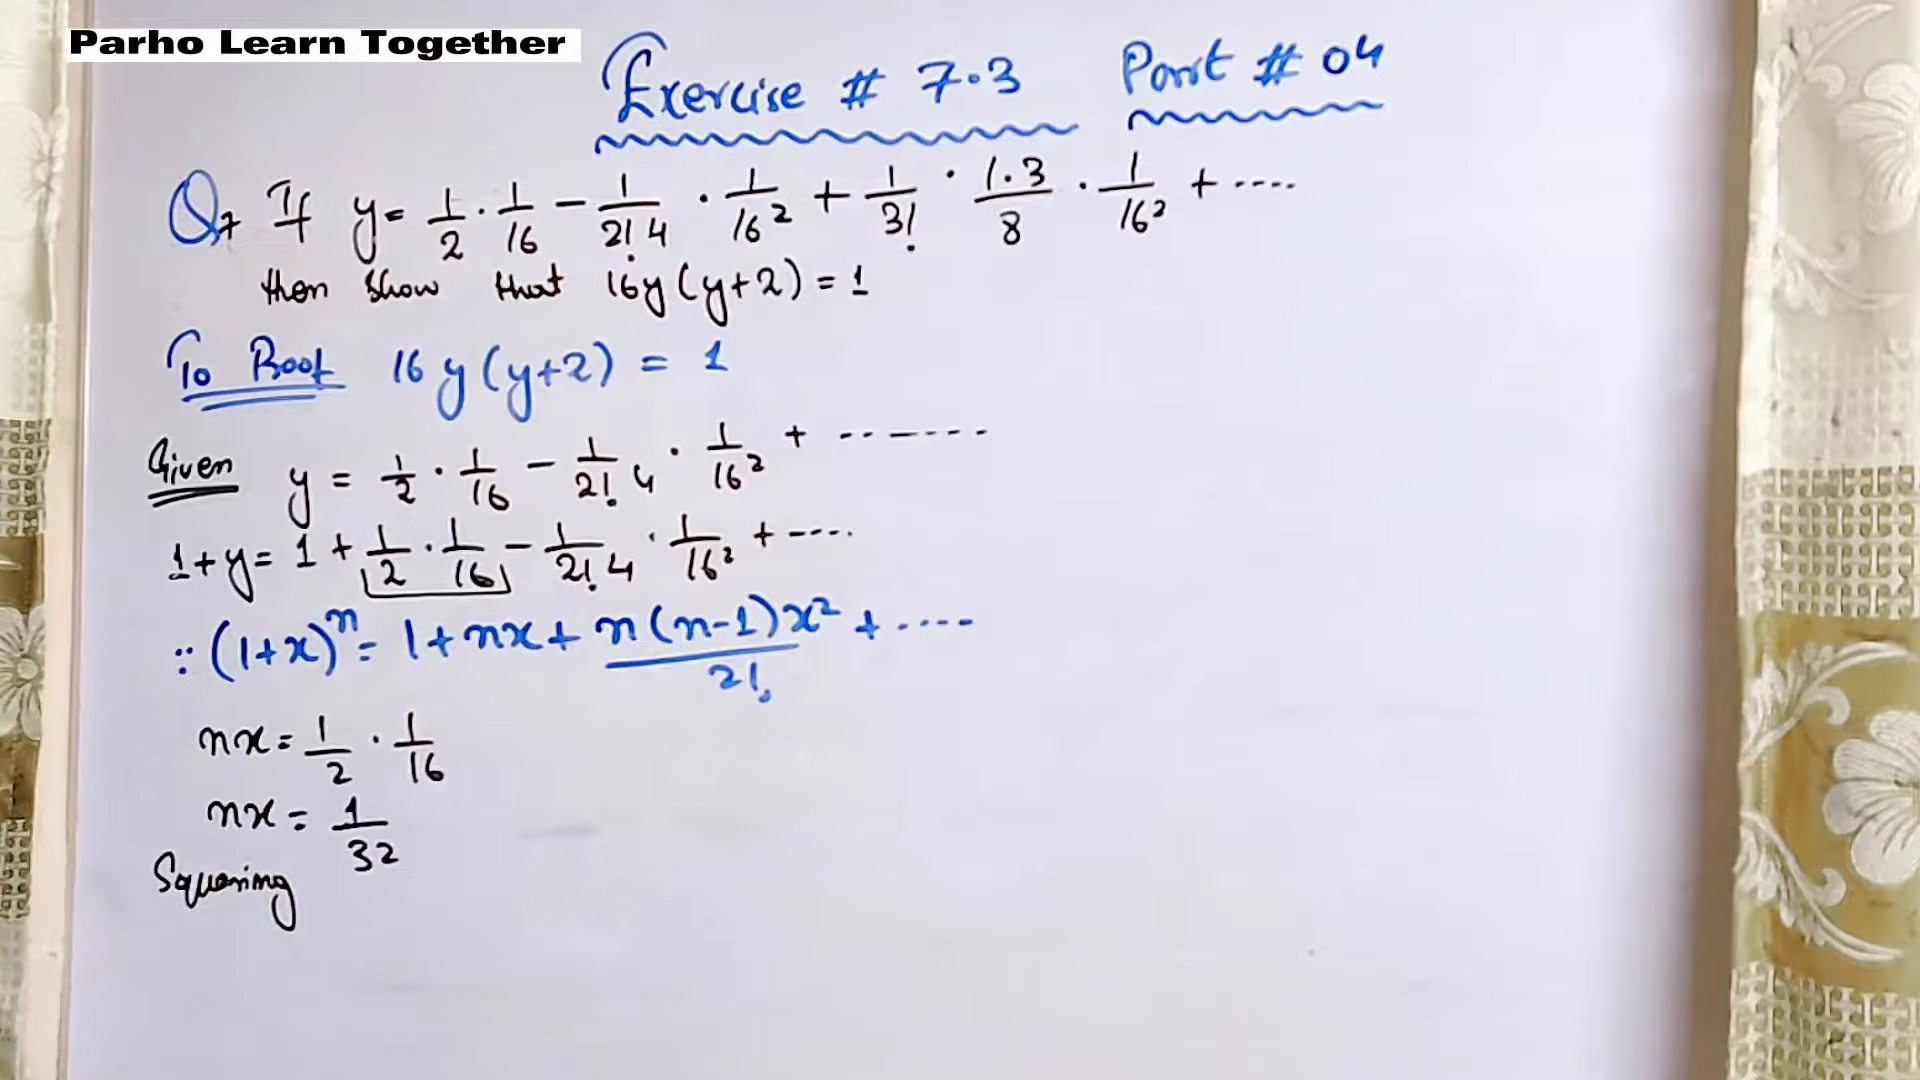 Parho Learn Together
Exercise # 7.3 Part # 04
Q7 If y = 1/2 · 1/16 - 1/2! 4 · 1/16² + 1/3! · 1.3/8 · 1/16² + ....
then show that 16y(y+2) = 1
To Proof 16y(y+2) = 1
Given y = 1/2 · 1/16 - 1/2! 4 · 1/16² + .......
1+y = 1 + 1/2 · 1/16 - 1/2! 4 · 1/16² + ....
∵ (1+x)ⁿ = 1 + nx + n(n-1)x²/2! + ....
nx = 1/2 · 1/16
nx = 1/32
Squaring